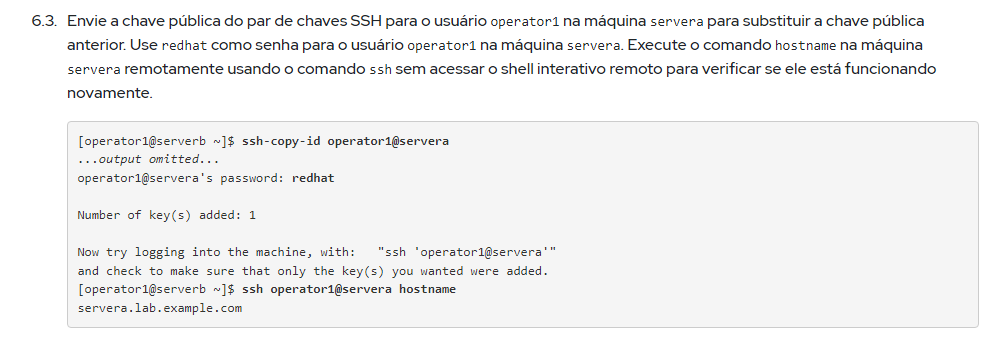 6.3. Envie a chave pública do par de chaves SSH para o usuário operator1 na máquina servera para substituir a chave pública
anterior. Use redhat como senha para o usuário operator1 na máquina servera. Execute o comando hostname na máquina
servera remotamente usando o comando ssh sem acessar o shell interativo remoto para verificar se ele está funcionando
novamente.
[operator1@serverb ~]$ ssh-copy-id operator1@servera
...output omitted...
operator1@servera's password: redhat
Number of key(s) added: 1
Now try logging into the machine, with:   "ssh 'operator1@servera'"
and check to make sure that only the key(s) you wanted were added.
[operator1@serverb ~]$ ssh operator1@servera hostname
servera.lab.example.com